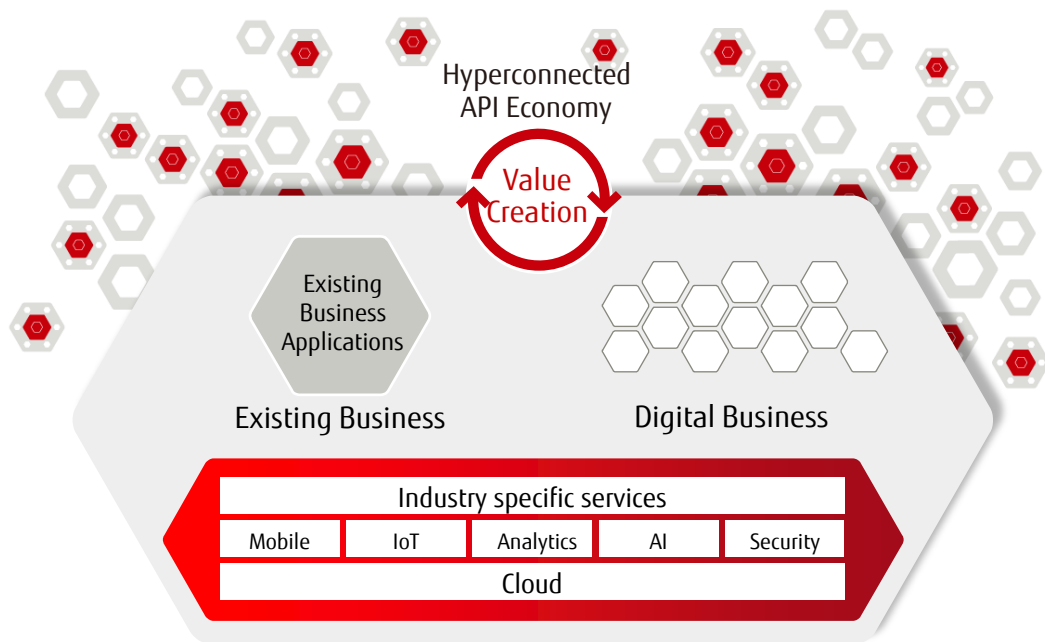 Hyperconnected
API Economy
Value
Creation
Existing
Business
Applications
Existing Business
Digital Business
Industry specific services
Mobile
IoT
Analytics
AI
Security
Cloud